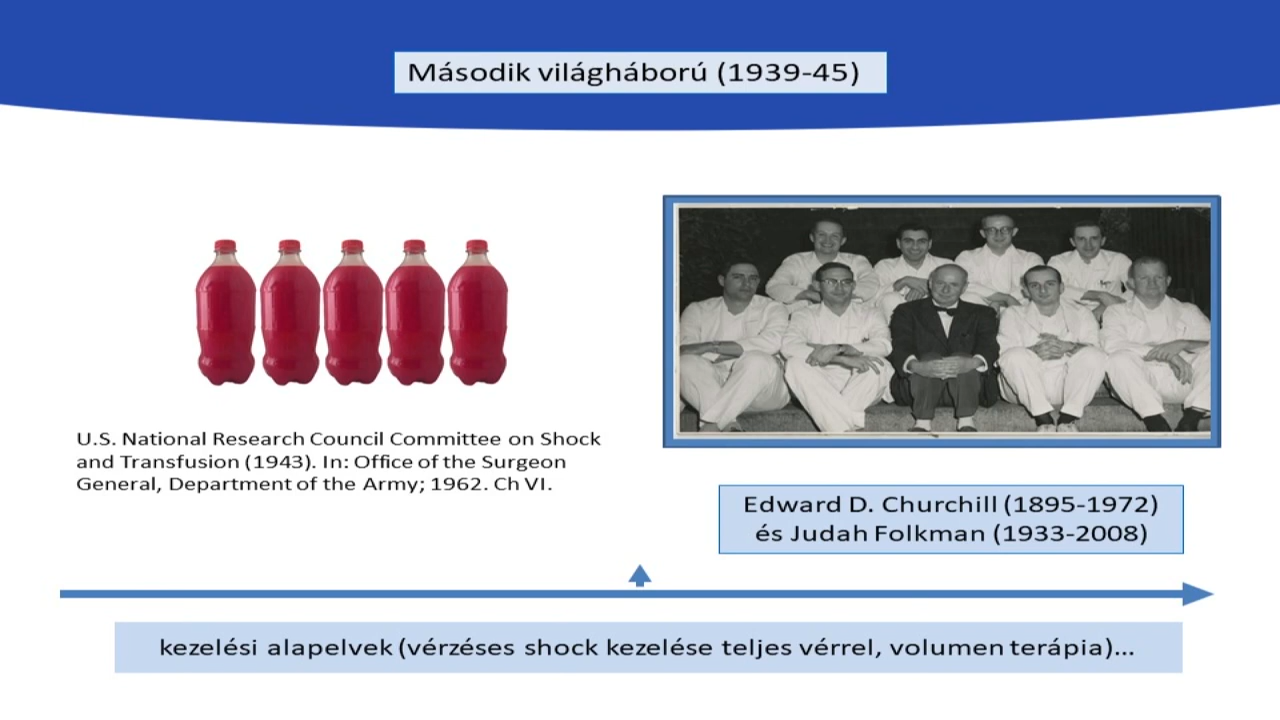 Második világháború (1939-45)
U.S. National Research Council Committee on Shock
and Transfusion (1943). In: Office of the Surgeon
General, Department of the Army; 1962. Ch VI.
Edward D. Churchill (1895-1972)
és Judah Folkman (1933-2008)
kezelési alapelvek (vérzéses shock kezelése teljes vérrel, volumen terápia)...